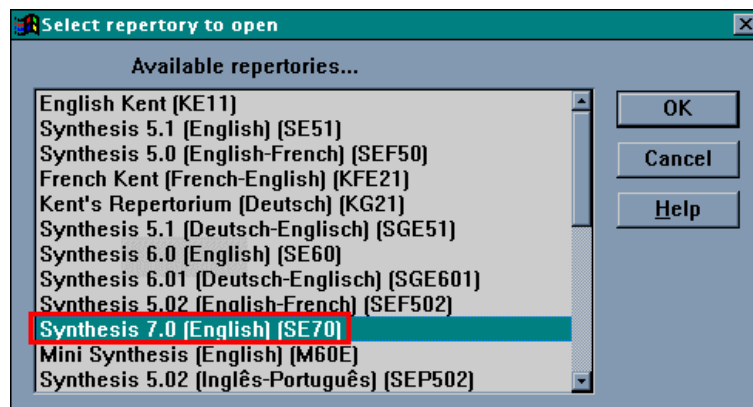 Select repertory to open
Available repertories...
English Kent (KE11)
Synthesis 5.1 (English) (SE51)
Synthesis 5.0 (English-French) (SEF50)
French Kent (French-English) (KFE21)
Kent's Repertorium (Deutsch) (KG21)
Synthesis 5.1 (Deutsch-Englisch) (SGE51)
Synthesis 6.0 (English) (SE60)
Synthesis 6.01 (Deutsch-Englisch) (SGE601)
Synthesis 5.02 (English-French) (SEF502)
Synthesis 7.0 (English) (SE70)
Mini Synthesis (English) (M60E)
Synthesis 5.02 (Inglês-Português) (SEP502)
OK
Cancel
Help